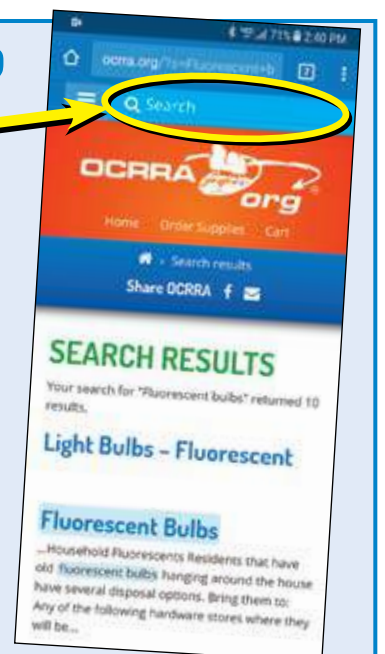 71% 2:40 PM
ocrra.org/?s=Fluorescent+b
Search
OCRRA
org
Home Order Supplies Cart
> Search results
Share OCRRA f
SEARCH RESULTS
Your search for "Fluorescent bulbs" returned 10
results.
Light Bulbs – Fluorescent
Fluorescent Bulbs
...Household Fluorescents Residents that have
old fluorescent bulbs hanging around the house
have several disposal options. Bring them to:
Any of the following hardware stores where they
will be...